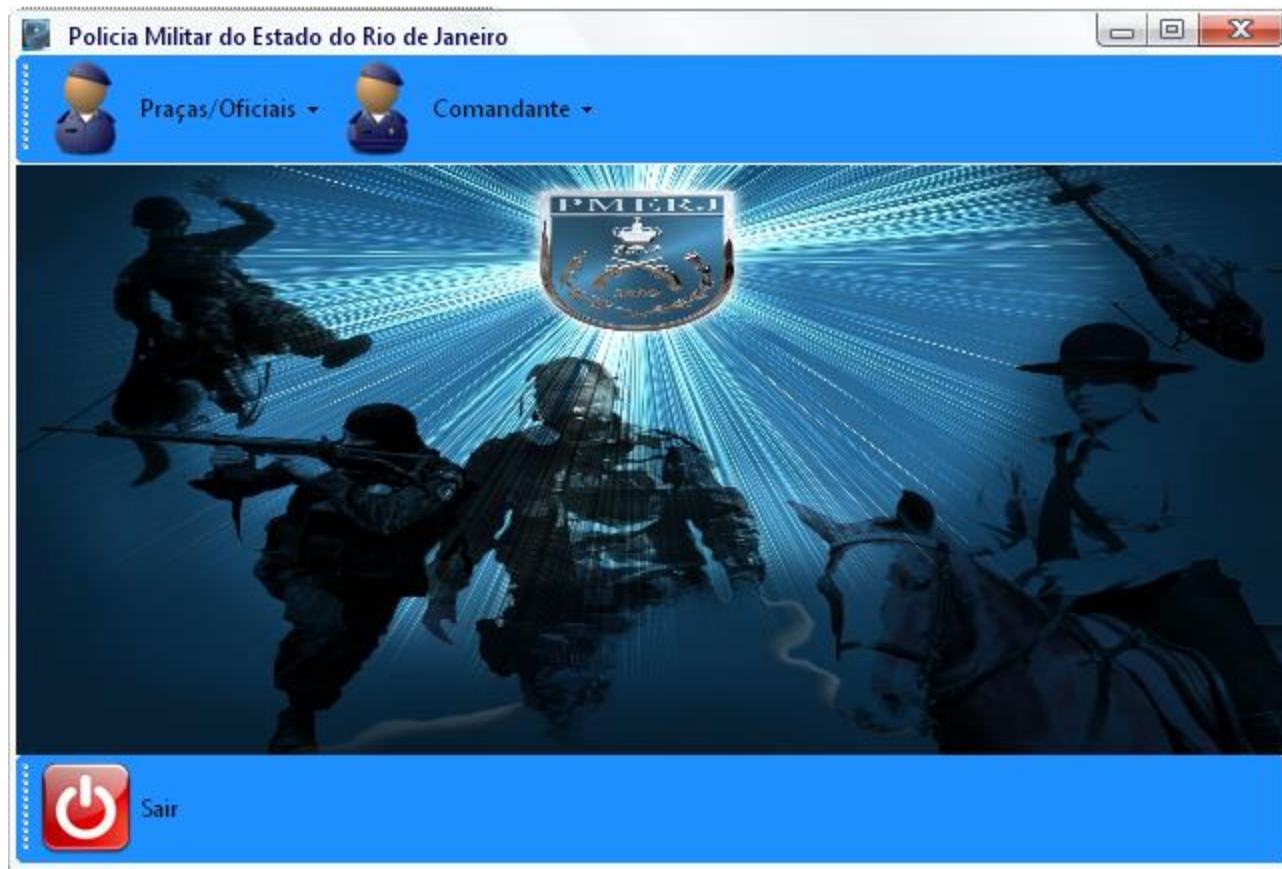 Policia Militar do Estado do Rio de Janeiro
Praças/Oficiais
Comandante
PMERJ
Sair